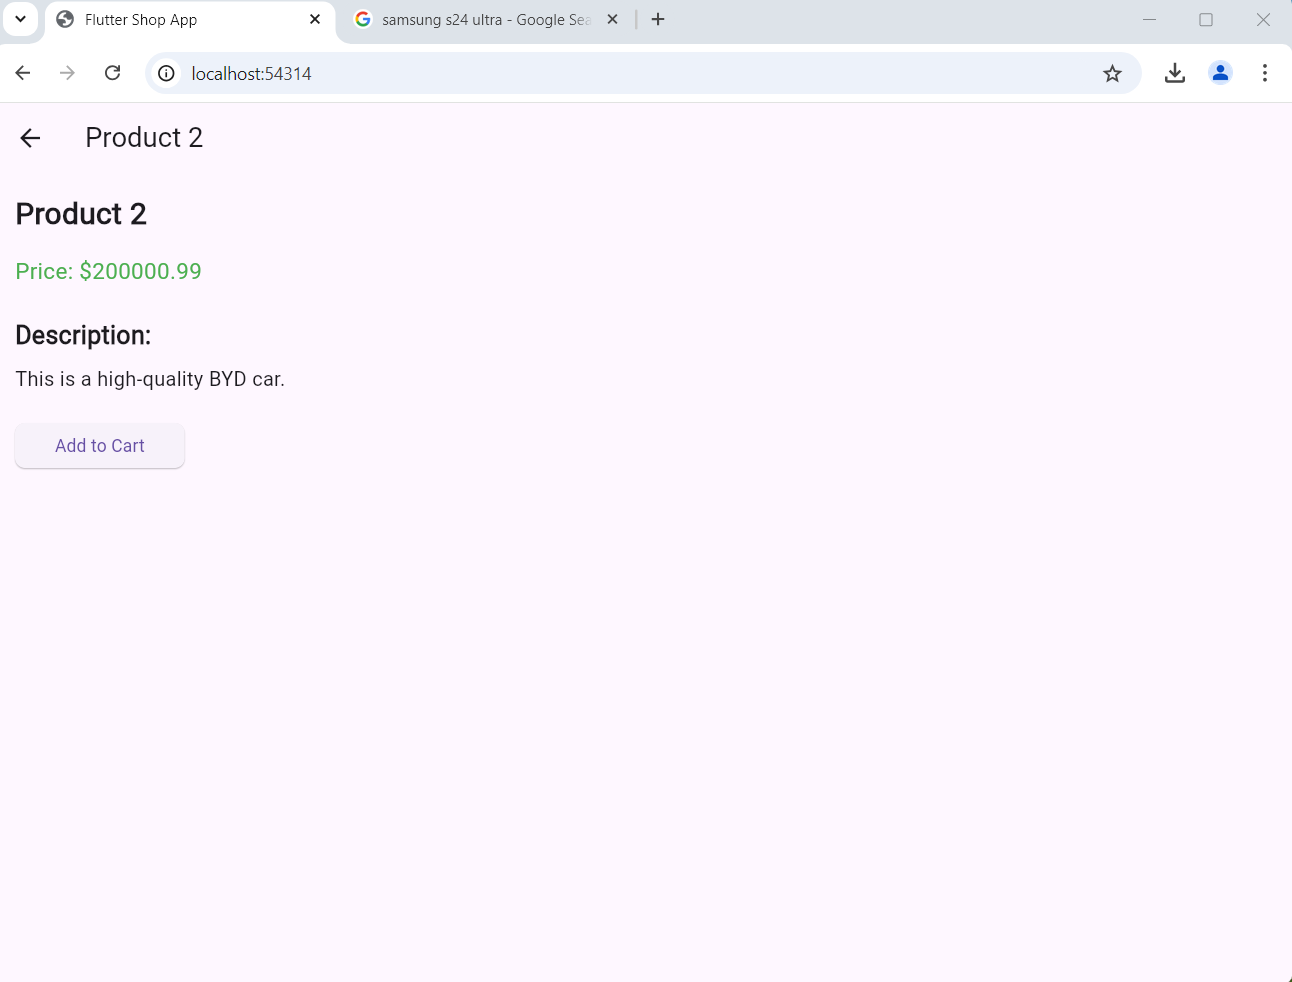 Flutter Shop App
samsung s24 ultra - Google Sea
localhost:54314
Product 2
Product 2
Price: $200000.99
Description:
This is a high-quality BYD car.
Add to Cart